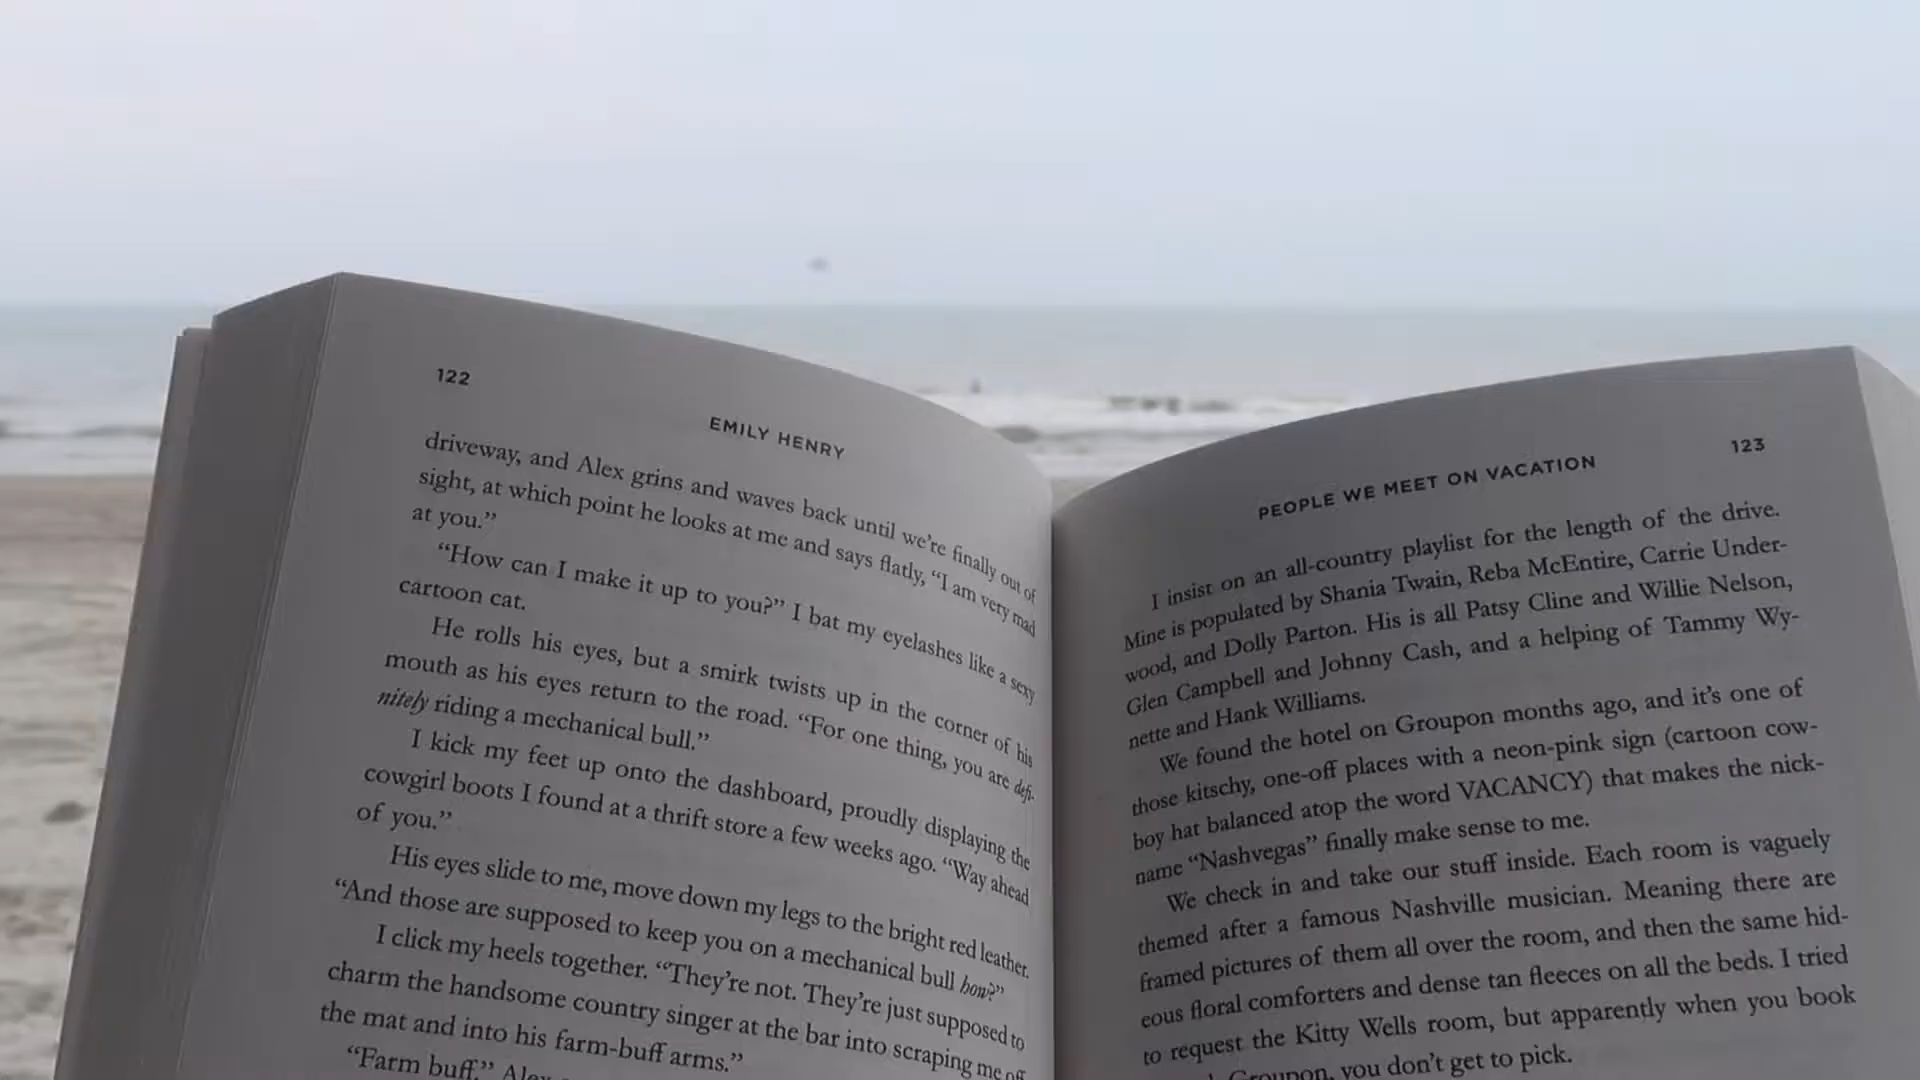 122
EMILY HENRY
driveway, and Alex grins and waves back until we're finally out of
sight, at which point he looks at me and says flatly, “I am very mad
at you.”
“How can I make it up to you?” I bat my eyelashes like a sexy
cartoon cat.
He rolls his eyes, but a smirk twists up in the corner of his
mouth as his eyes return to the road. “For one thing, you are defi-
nitely riding a mechanical bull.”
I kick my feet up onto the dashboard, proudly displaying the
cowgirl boots I found at a thrift store a few weeks ago. “Way ahead
of you.”
His eyes slide to me, move down my legs to the bright red leather.
“And those are supposed to keep you on a mechanical bull how?”
I click my heels together. “They're not. They're just supposed to
charm the handsome country singer at the bar into scraping me off
the mat and into his farm-buff arms.”
“Farm buff,” Alex
PEOPLE WE MEET ON VACATION
123
I insist on an all-country playlist for the length of the drive.
Mine is populated by Shania Twain, Reba McEntire, Carrie Under-
wood, and Dolly Parton. His is all Patsy Cline and Willie Nelson,
Glen Campbell and Johnny Cash, and a helping of Tammy Wy-
nette and Hank Williams.
We found the hotel on Groupon months ago, and it's one of
those kitschy, one-off places with a neon-pink sign (cartoon cow-
boy hat balanced atop the word VACANCY) that makes the nick-
name “Nashvegas” finally make sense to me.
We check in and take our stuff inside. Each room is vaguely
themed after a famous Nashville musician. Meaning there are
framed pictures of them all over the room, and then the same hid-
eous floral comforters and dense tan fleeces on all the beds. I tried
to request the Kitty Wells room, but apparently when you book
Groupon, you don't get to pick.